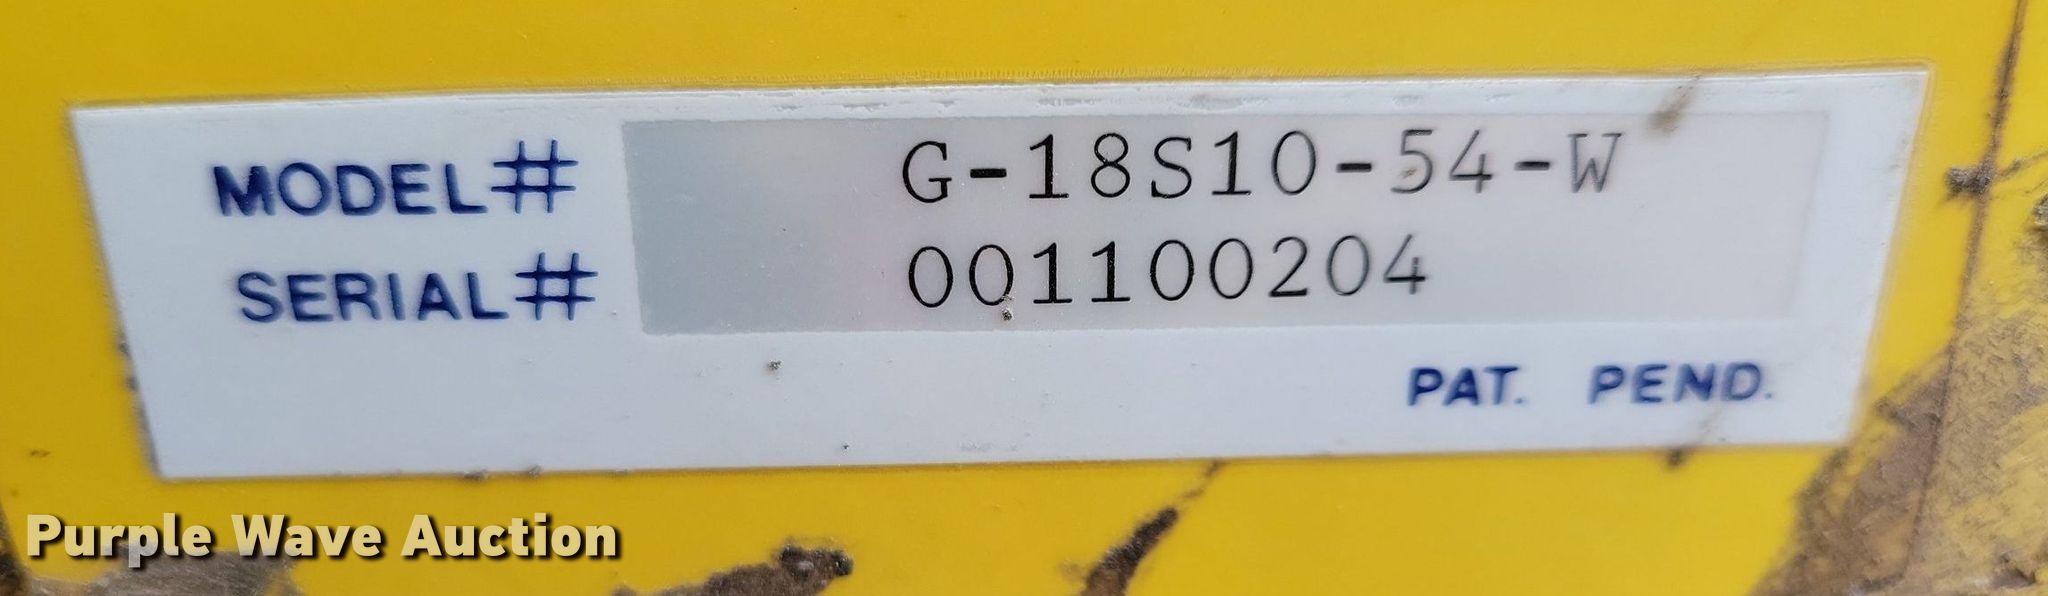 MODEL# G-18S10-54-W
SERIAL# 001100204
PAT. PEND.
Purple Wave Auction